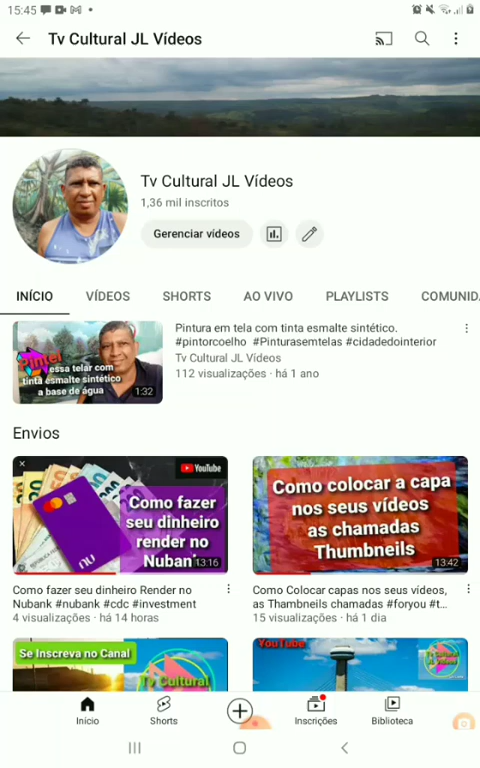 15:45
Tv Cultural JL Vídeos
Tv Cultural JL Vídeos
1,36 mil inscritos
Gerenciar vídeos
INÍCIO VÍDEOS SHORTS AO VIVO PLAYLISTS COMUNID
Pintei
essa telar com
tinta esmalte sintético
a base de água
1:32
Pintura em tela com tinta esmalte sintético.
#pintorcoelho #Pinturasemtelas #cidadedointerior
Tv Cultural JL Vídeos
112 visualizações · há 1 ano
Envios
YouTube
Como fazer
seu dinheiro
render no
Nubank
nu
13:16
Como colocar a capa
nos seus vídeos
as chamadas
Thumbneils
13:42
Como fazer seu dinheiro Render no
Nubank #nubank #cdc #investment
4 visualizações · há 14 horas
Como Colocar capas nos seus videos,
as Thambneils chamadas #foryou #t...
15 visualizações · há 1 dia
Se Inscreva no Canal
Tv Cultural
YouTube
Início
Shorts
Inscrições
Biblioteca